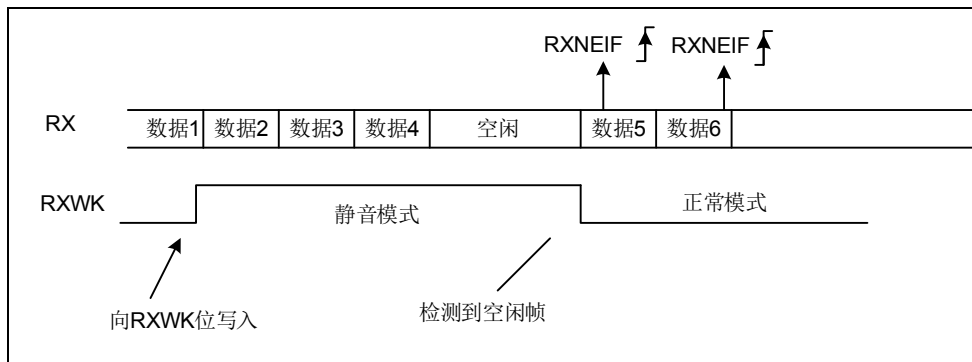 RXNEIF RXNEIF
RX 数据1 数据2 数据3 数据4 空闲 数据5 数据6
RXWK 静音模式 正常模式
向RXWK位写入 检测到空闲帧